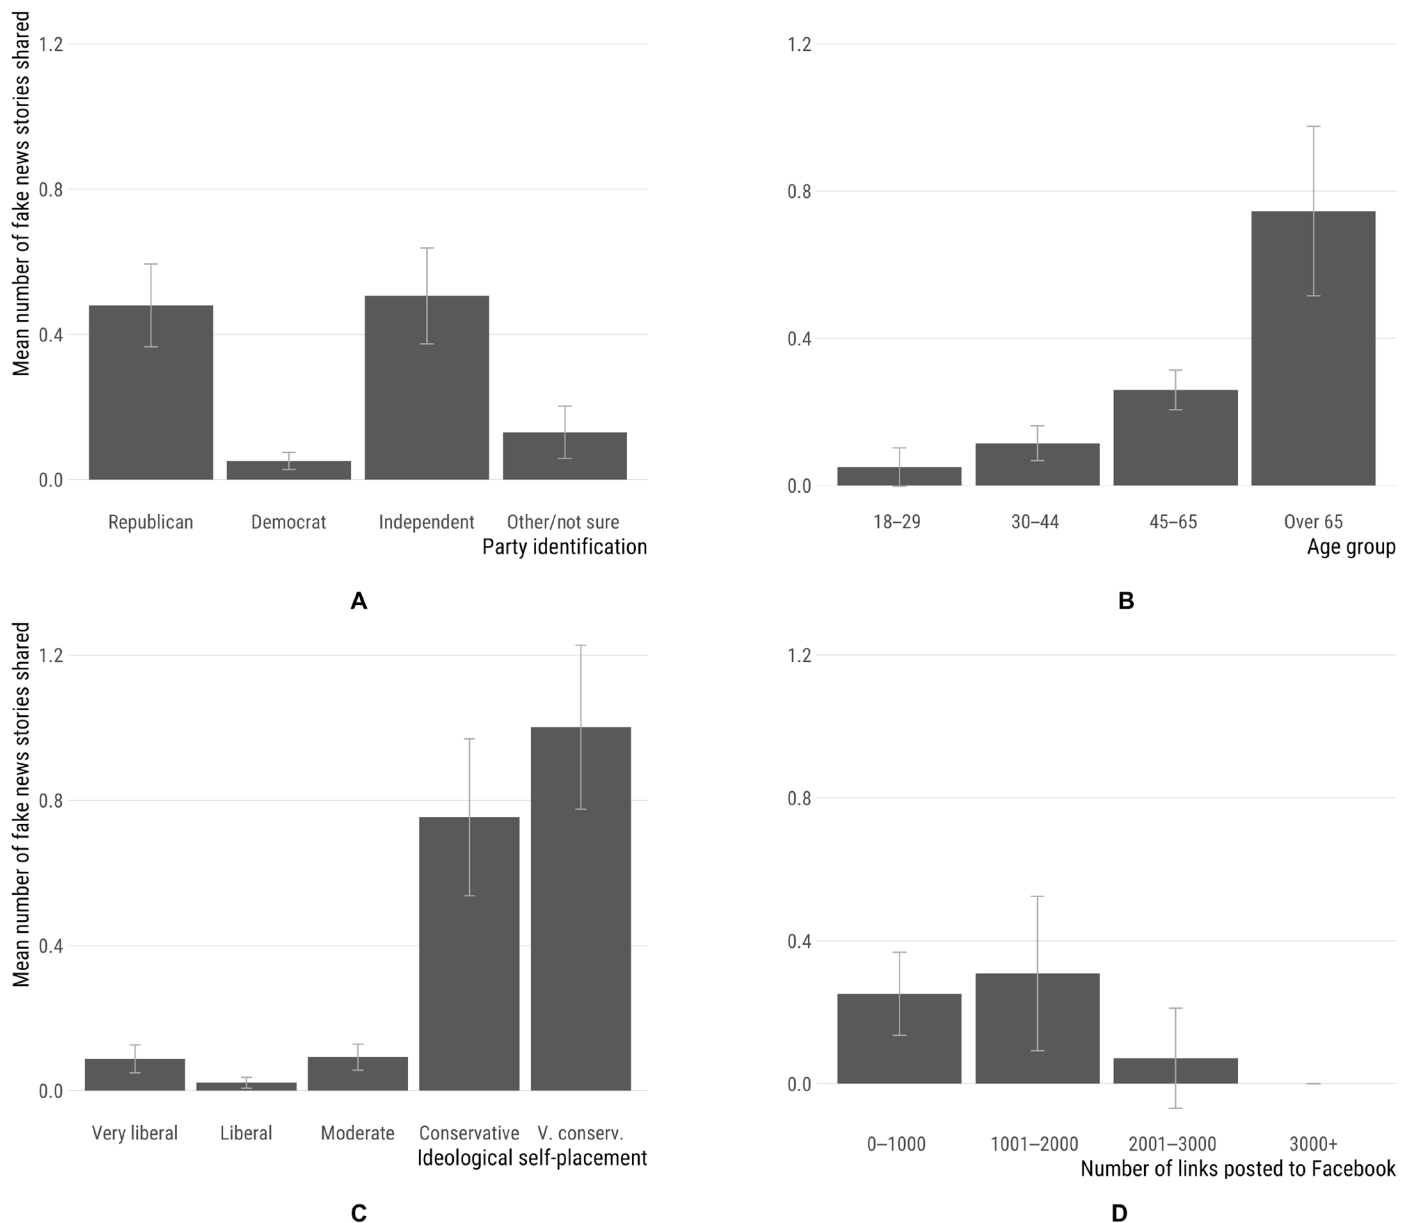 Mean number of fake news stories shared
1.2
0.8
0.4
0.0
Republican Democrat Independent Other/not sure
Party identification
A
1.2
0.8
0.4
0.0
18–29 30–44 45–65 Over 65
Age group
B
Mean number of fake news stories shared
1.2
0.8
0.4
0.0
Very liberal Liberal Moderate Conservative V. conserv.
Ideological self-placement
C
1.2
0.8
0.4
0.0
0–1000 1001–2000 2001–3000 3000+
Number of links posted to Facebook
D